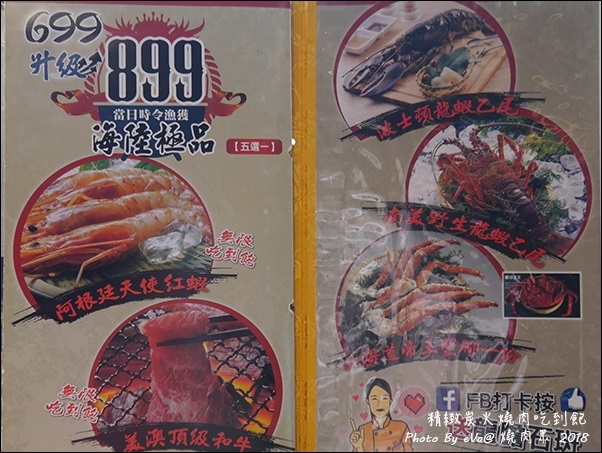 699
升級
899
當日時令漁獲
海陸極品
【五選一】
無限
吃到飽
阿根廷天使紅蝦
無限
吃到飽
美澳頂級和牛
波士頓龍蝦乙尾
南美野生龍蝦乙尾
FB打卡按
精緻炭火燒肉吃到飽
Photo By eva@ 燒肉眾 2018